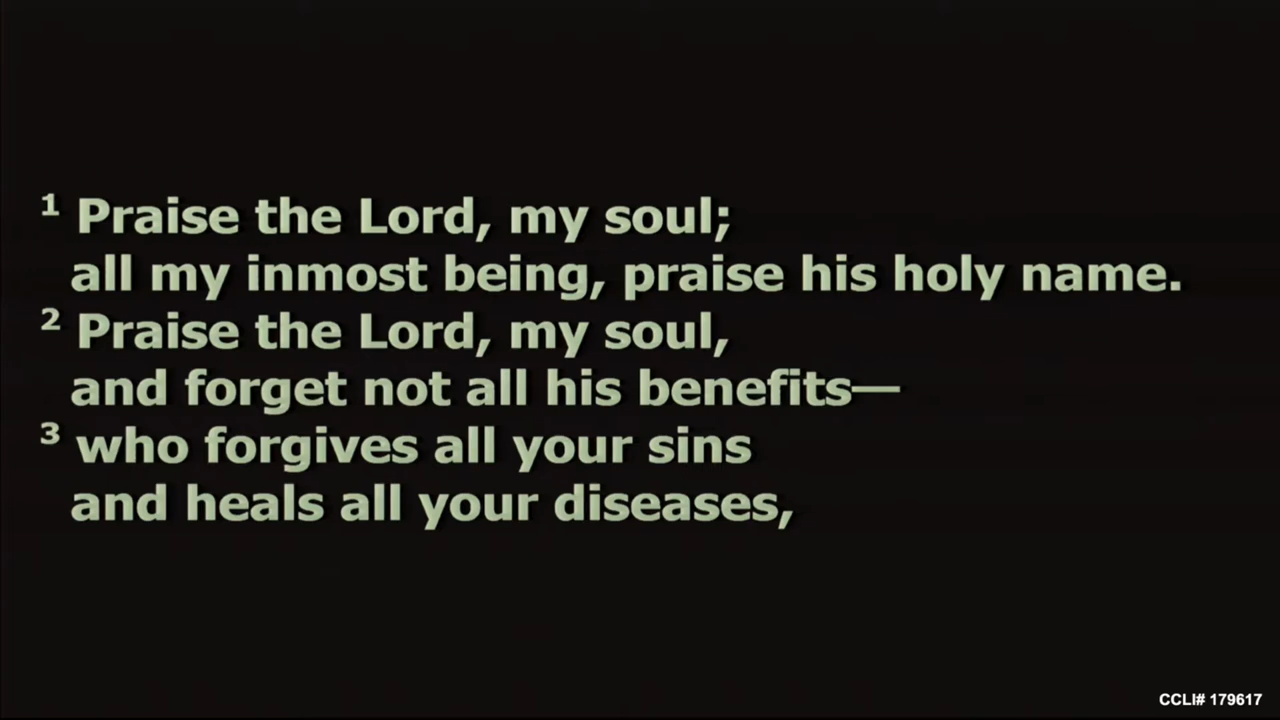 1 Praise the Lord, my soul;
all my inmost being, praise his holy name.
2 Praise the Lord, my soul,
and forget not all his benefits—
3 who forgives all your sins
and heals all your diseases,
CCLI# 179617